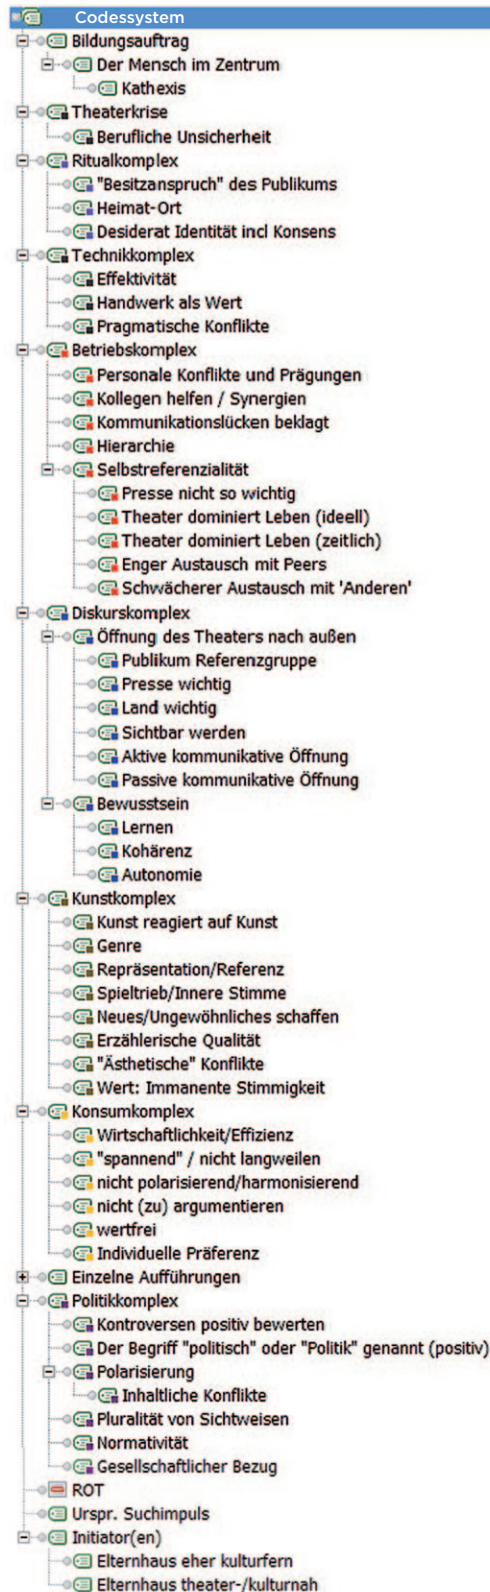 Codessystem
Bildungsauftrag
Der Mensch im Zentrum
Kathexis
Theaterkrise
Berufliche Unsicherheit
Ritualkomplex
"Besitzanspruch" des Publikums
Heimat-Ort
Desiderat Identität incl Konsens
Technikkomplex
Effektivität
Handwerk als Wert
Pragmatische Konflikte
Betriebskomplex
Personale Konflikte und Prägungen
Kollegen helfen / Synergien
Kommunikationslücken beklagt
Hierarchie
Selbstreferenzialität
Presse nicht so wichtig
Theater dominiert Leben (ideell)
Theater dominiert Leben (zeitlich)
Enger Austausch mit Peers
Schwächerer Austausch mit 'Anderen'
Diskurskomplex
Öffnung des Theaters nach außen
Publikum Referenzgruppe
Presse wichtig
Land wichtig
Sichtbar werden
Aktive kommunikative Öffnung
Passive kommunikative Öffnung
Bewusstsein
Lernen
Kohärenz
Autonomie
Kunstkomplex
Kunst reagiert auf Kunst
Genre
Repräsentation/Referenz
Spieltrieb/Innere Stimme
Neues/Ungewöhnliches schaffen
Erzählerische Qualität
"Ästhetische" Konflikte
Wert: Immanente Stimmigkeit
Konsumkomplex
Wirtschaftlichkeit/Effizienz
"spannend" / nicht langweilen
nicht polarisierend/harmonisierend
nicht (zu) argumentieren
wertfrei
Individuelle Präferenz
Einzelne Aufführungen
Politikkomplex
Kontroversen positiv bewerten
Der Begriff "politisch" oder "Politik" genannt (positiv)
Polarisierung
Inhaltliche Konflikte
Pluralität von Sichtweisen
Normativität
Gesellschaftlicher Bezug
ROT
Urspr. Suchimpuls
Initiator(en)
Elternhaus eher kulturfern
Elternhaus theater-/kulturnah